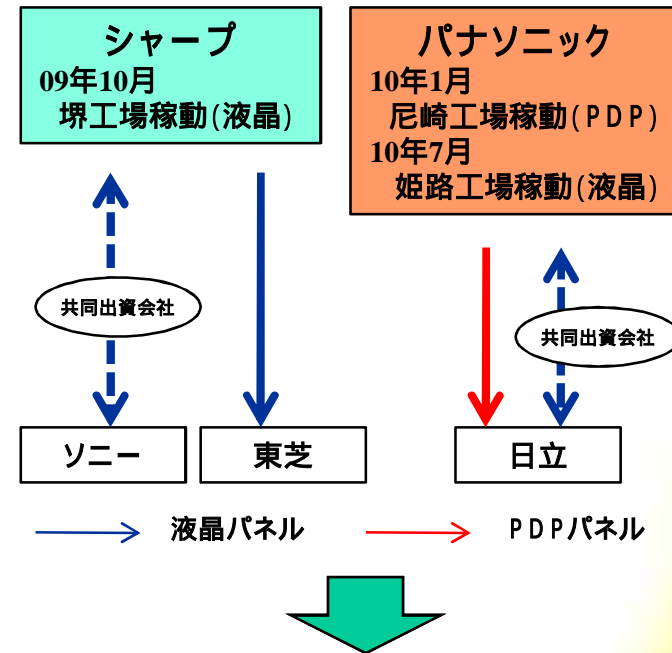 シャープ
09年10月
堺工場稼動(液晶)
パナソニック
10年1月
尼崎工場稼動(PDP)
10年7月
姫路工場稼動(液晶)
共同出資会社
共同出資会社
ソニー
東芝
日立
液晶パネル
PDPパネル